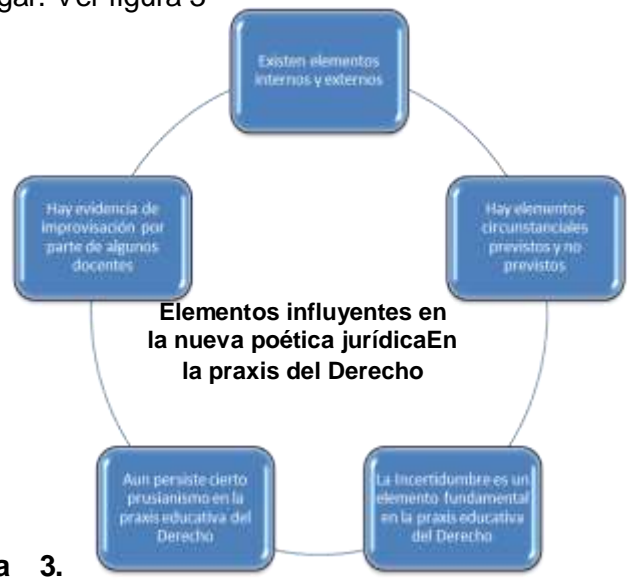 gar. Ver figura 3
Existen elementos
internos y externos
Hay evidencia de
improvisación por
parte de algunos
docentes
Hay elementos
circunstanciales
previstos y no
previstos
Elementos influyentes en
la nueva poética jurídicaEn
la praxis del Derecho
Aun persiste cierto
prusianismo en la
praxis educativa del
Derecho
La Incertidumbre es un
elemento fundamental
en la praxis educativa
del Derecho
a 3.